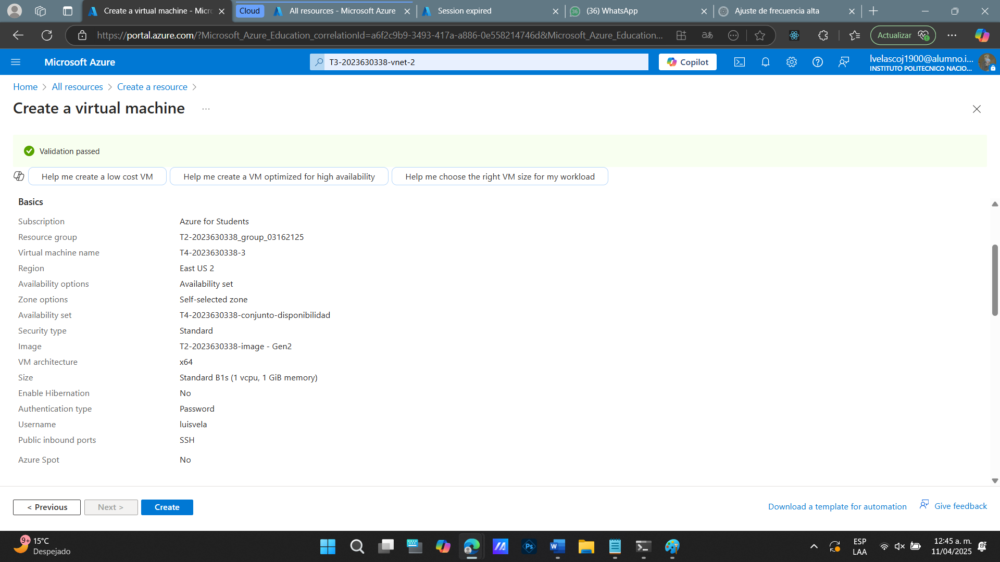 Create a virtual machine - Micro
Cloud
All resources - Microsoft Azure
Session expired
(36) WhatsApp
Ajuste de frecuencia alta
https://portal.azure.com/?Microsoft_Azure_Education_correlationId=a6f2c9b9-3493-417a-a886-0e558214746d&Microsoft_Azure_Education...
Actualizar
Microsoft Azure
T3-2023630338-vnet-2
Copilot
lvelascoj1900@alumno.i...
INSTITUTO POLITECNICO NACIO...
Home > All resources > Create a resource >
Create a virtual machine ...
Validation passed
Help me create a low cost VM
Help me create a VM optimized for high availability
Help me choose the right VM size for my workload
Basics
Subscription Azure for Students
Resource group T2-2023630338_group_03162125
Virtual machine name T4-2023630338-3
Region East US 2
Availability options Availability set
Zone options Self-selected zone
Availability set T4-2023630338-conjunto-disponibilidad
Security type Standard
Image T2-2023630338-image - Gen2
VM architecture x64
Size Standard B1s (1 vcpu, 1 GiB memory)
Enable Hibernation No
Authentication type Password
Username luisvela
Public inbound ports SSH
Azure Spot No
< Previous
Next >
Create
Download a template for automation
Give feedback
9+
15°C
Despejado
ESP
LAA
12:45 a. m.
11/04/2025